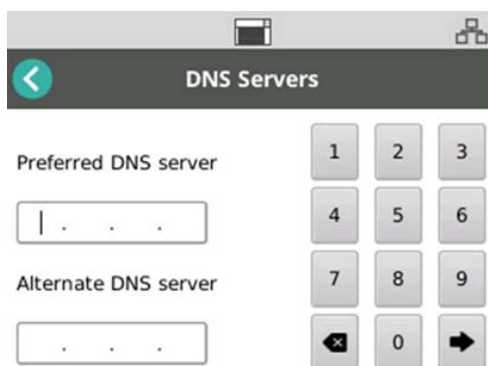 DNS Servers
Preferred DNS server
. . .
Alternate DNS server
. . .
1 2 3
4 5 6
7 8 9
0